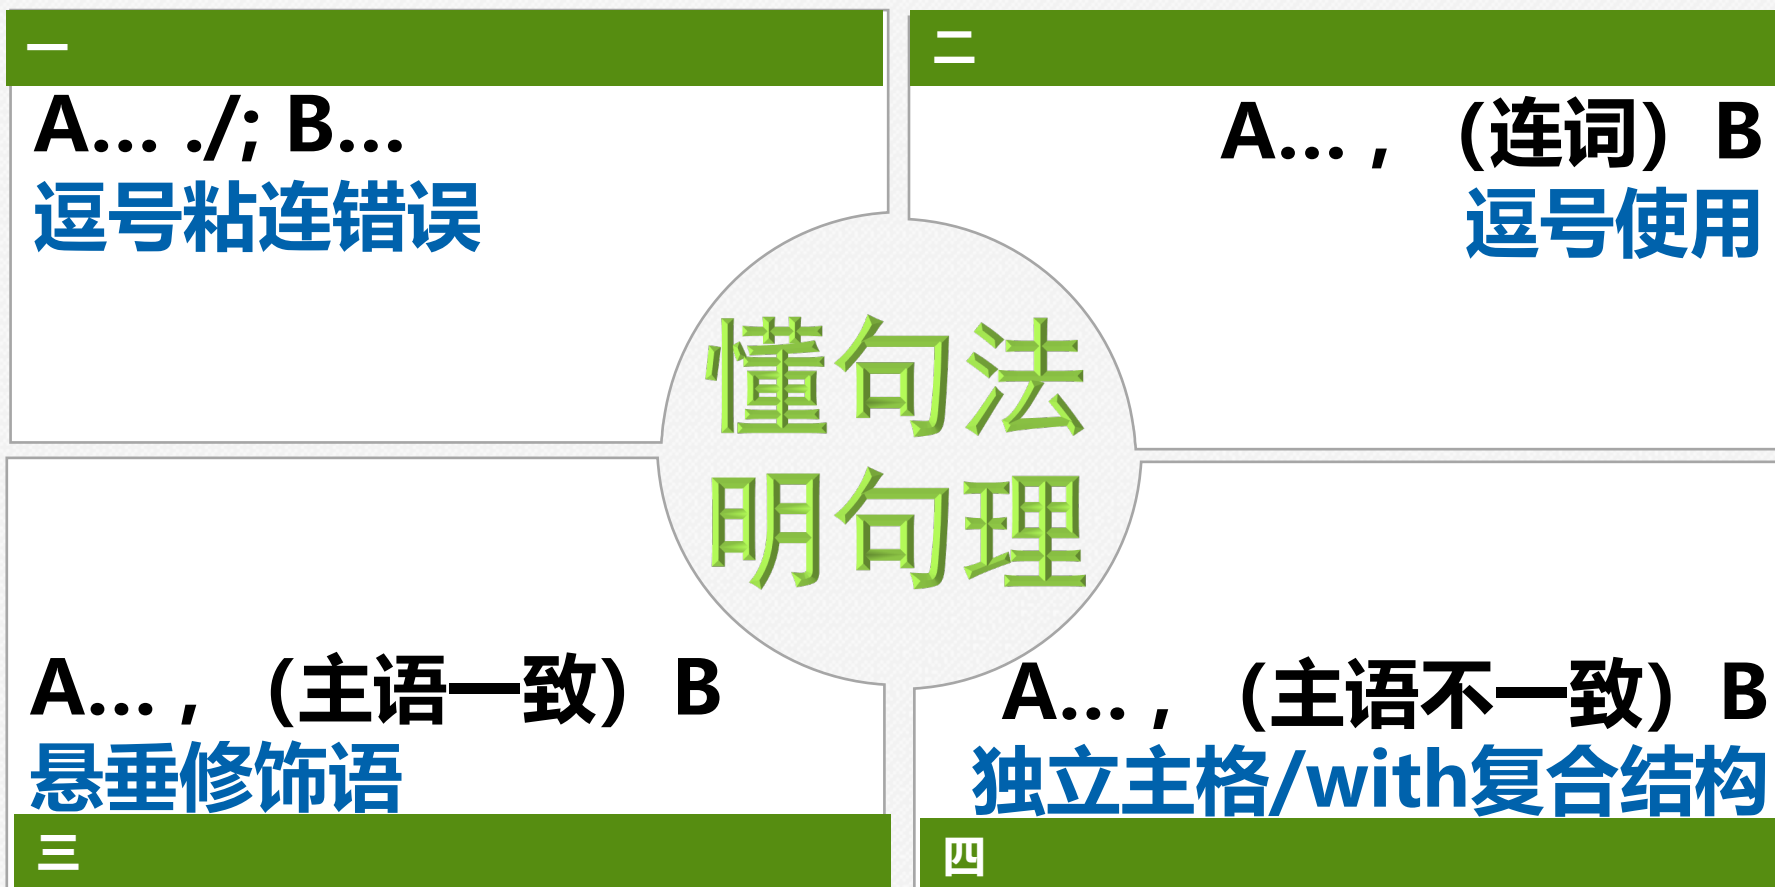 一
A... ./; B...
逗号粘连错误
二
A... , （连词）B
逗号使用
懂句法
明句理
A... , （主语一致）B
悬垂修饰语
三
A... , （主语不一致）B
独立主格/with复合结构
四